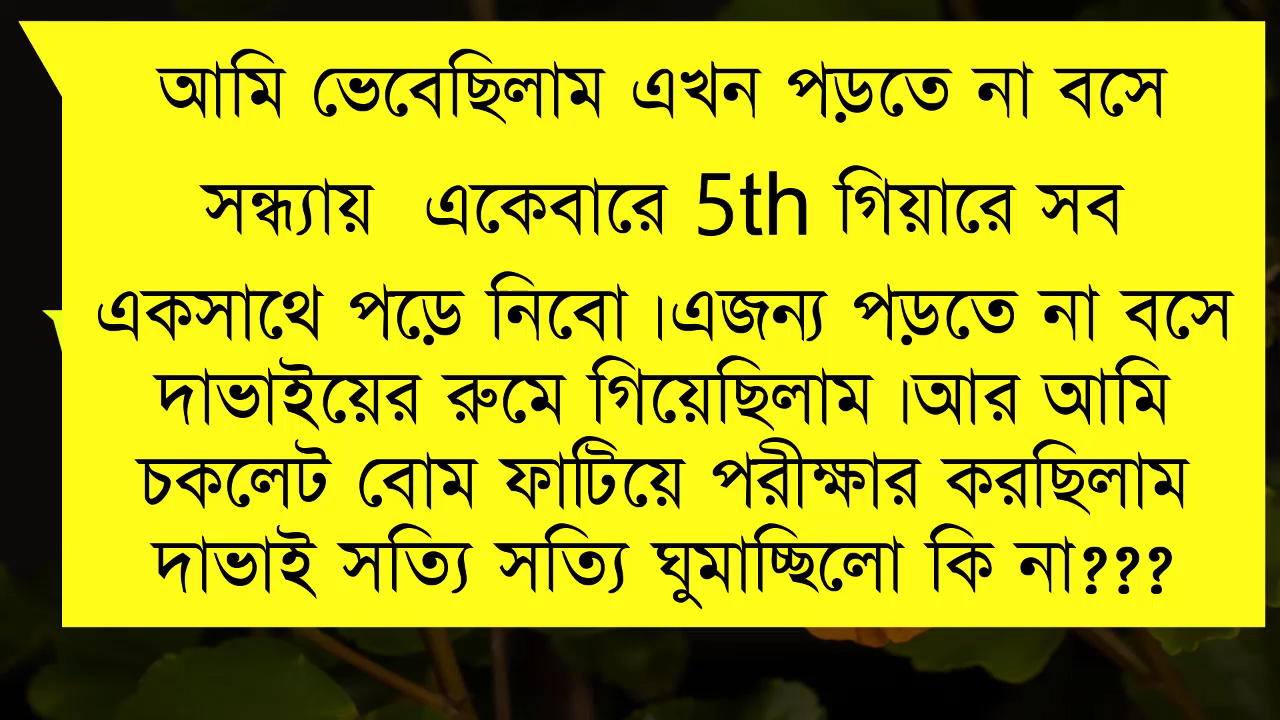 আমি ভেবেছিলাম এখন পড়তে না বসে
সন্ধ্যায় একেবারে 5th গিয়ারে সব
একসাথে পড়ে নিবো।এজন্য পড়তে না বসে
দাভাইয়ের রুমে গিয়েছিলাম।আর আমি
চকলেট বোম ফাটিয়ে পরীক্ষার করছিলাম
দাভাই সত্যি সত্যি ঘুমাচ্ছিলো কি না???